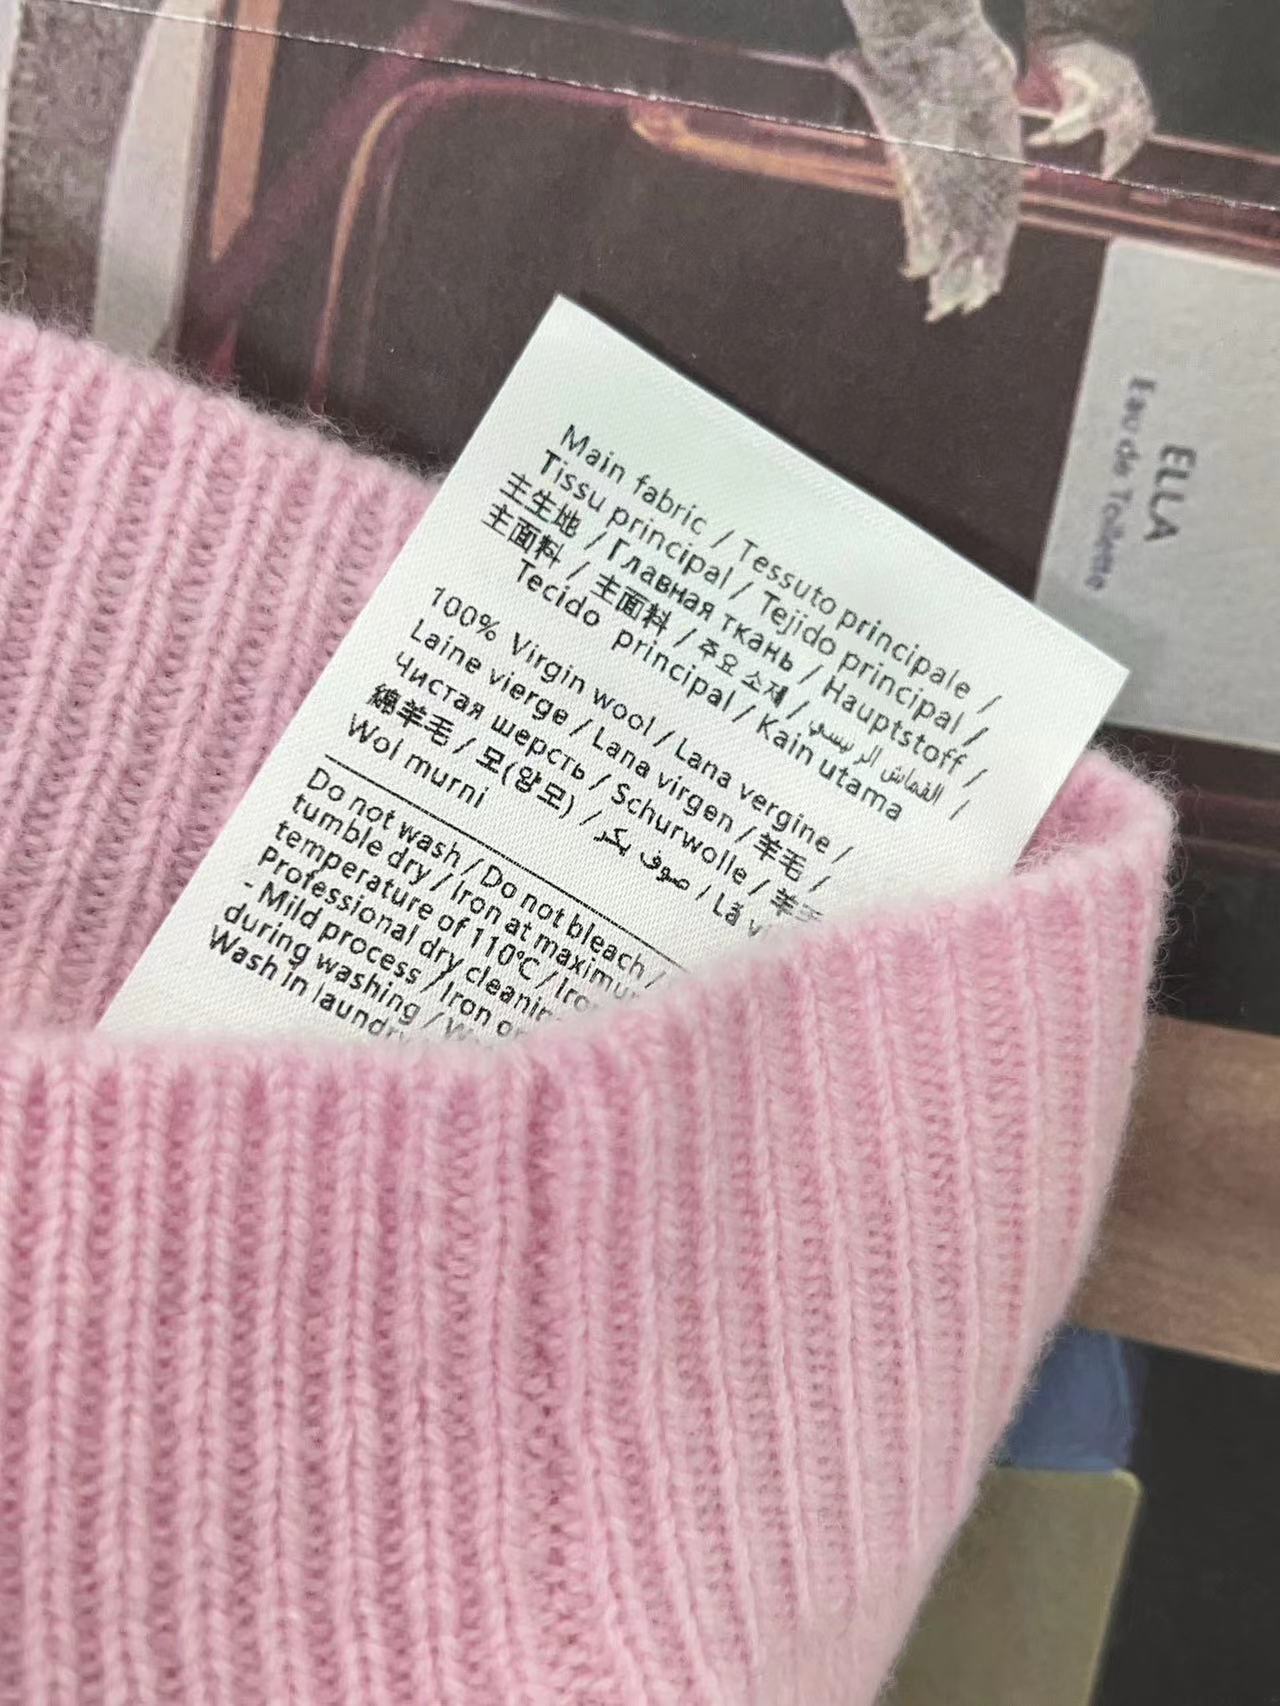 Main fabric / Tessuto principale /
Tissu principal / Tejido principal /
主生地 / Главная ткань / Hauptstoff /
主面料 / 主面料 / 주요 소재 / القماش الرئيسي /
Tecido principal / Kain utama
100% Virgin wool / Lana vergine /
Laine vierge / Lana virgen / 羊毛 /
Чистая шерсть / Schurwolle / 羊毛
綿羊毛 / 모(양모) / صوف بكر / Lã
Wol murni
Do not wash / Do not bleach /
tumble dry / Iron at maximum
temperature of 110°C /
Professional dry cleaning
- Mild process / Iron
during washing /
Wash in laundry
ELLA
Eau de Toilette